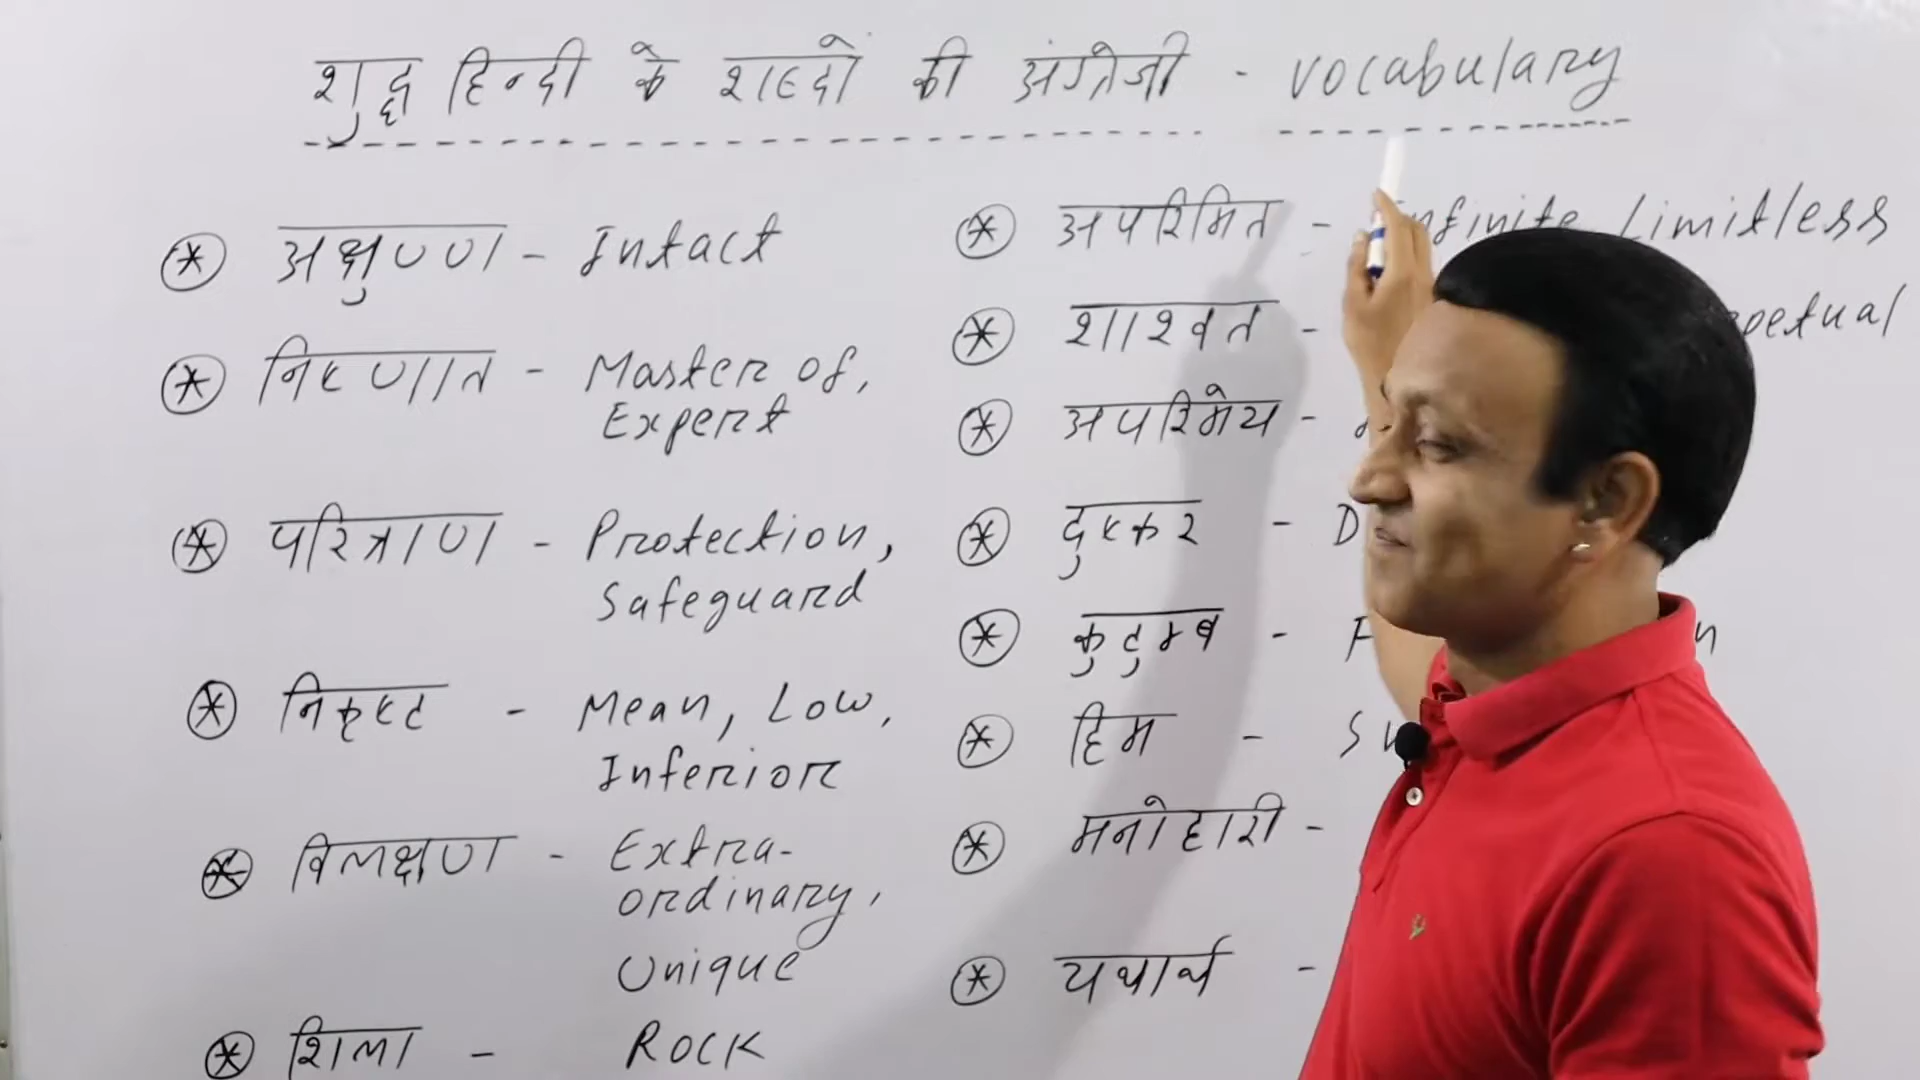 शुद्ध हिन्दी के शब्दों की अंग्रेजी - vocabulary
अक्षुण्ण - Intact
निष्णात - Master of,
Expert
परित्राण - Protection,
Safeguard
निकृष्ट - Mean, Low,
Inferior
विलक्षण - Extra-
ordinary,
Unique
शिला - Rock
अपरिमित - Infinite Limitless
शाश्वत -
अपरिमेय -
दुष्कर - D
कुटुम्ब - F
हिम - S
मनोहारी -
यथार्थ -